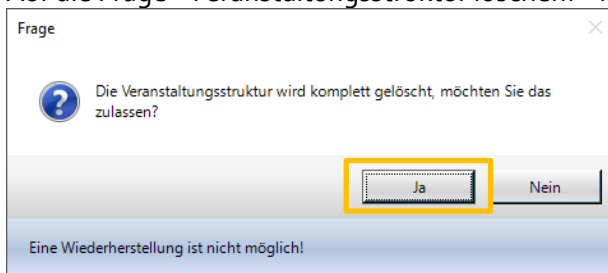 Frage
Die Veranstaltungsstruktur wird komplett gelöscht, möchten Sie das
zulassen?
Ja
Nein
Eine Wiederherstellung ist nicht möglich!